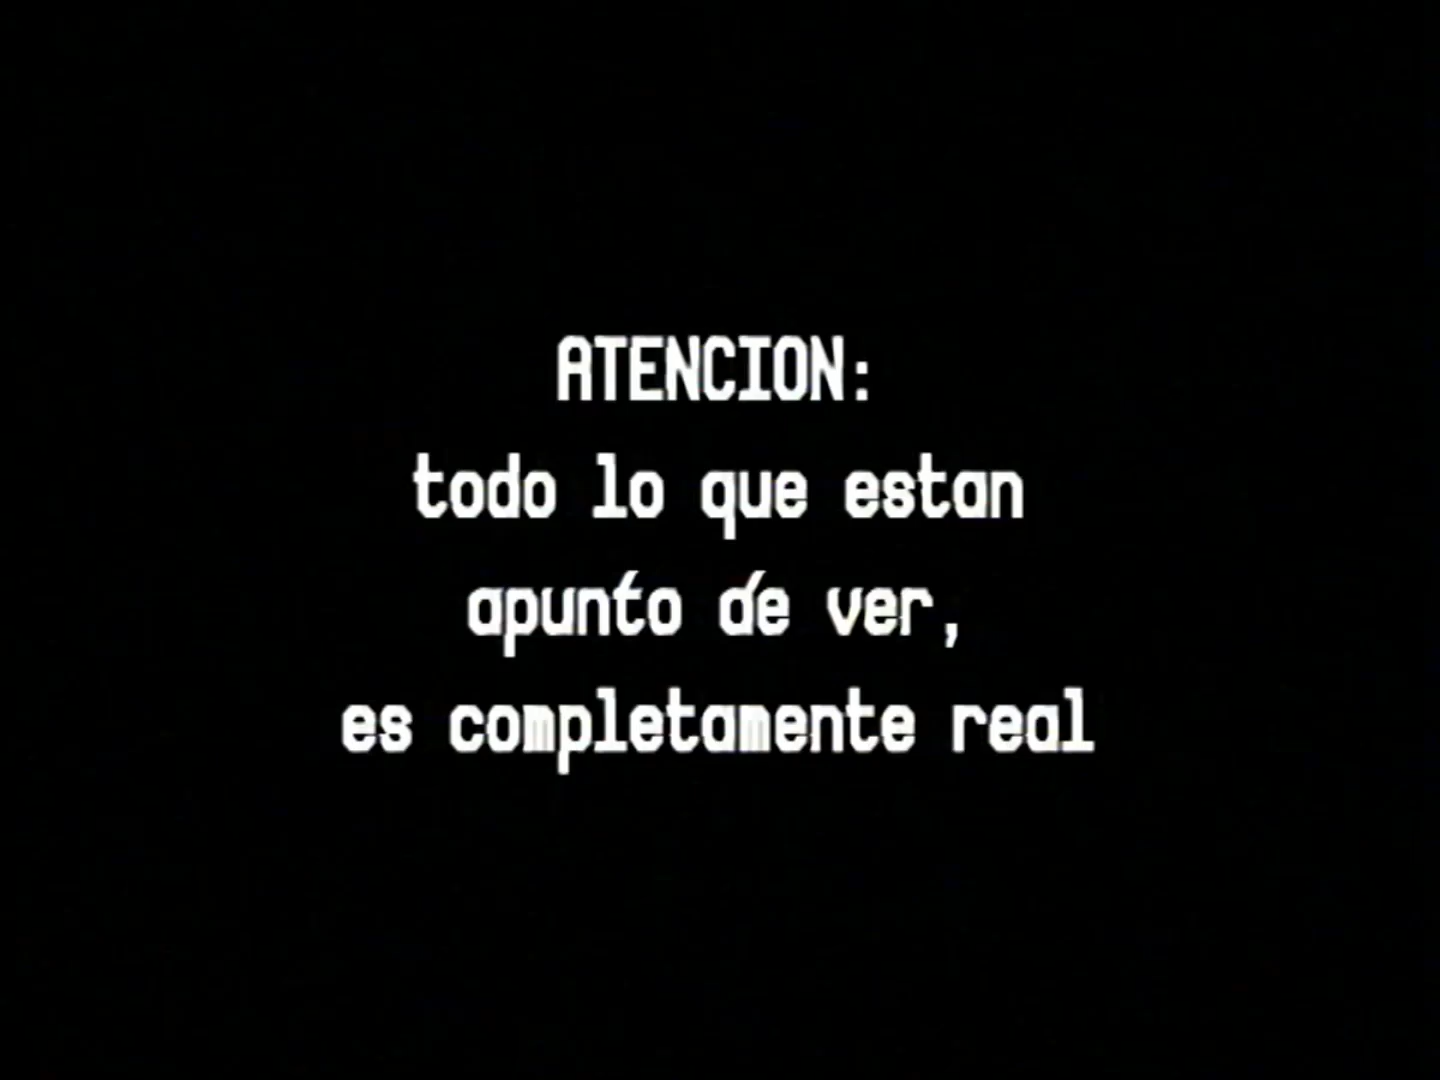 ATENCION:
todo lo que estan
apunto de ver,
es completamente real